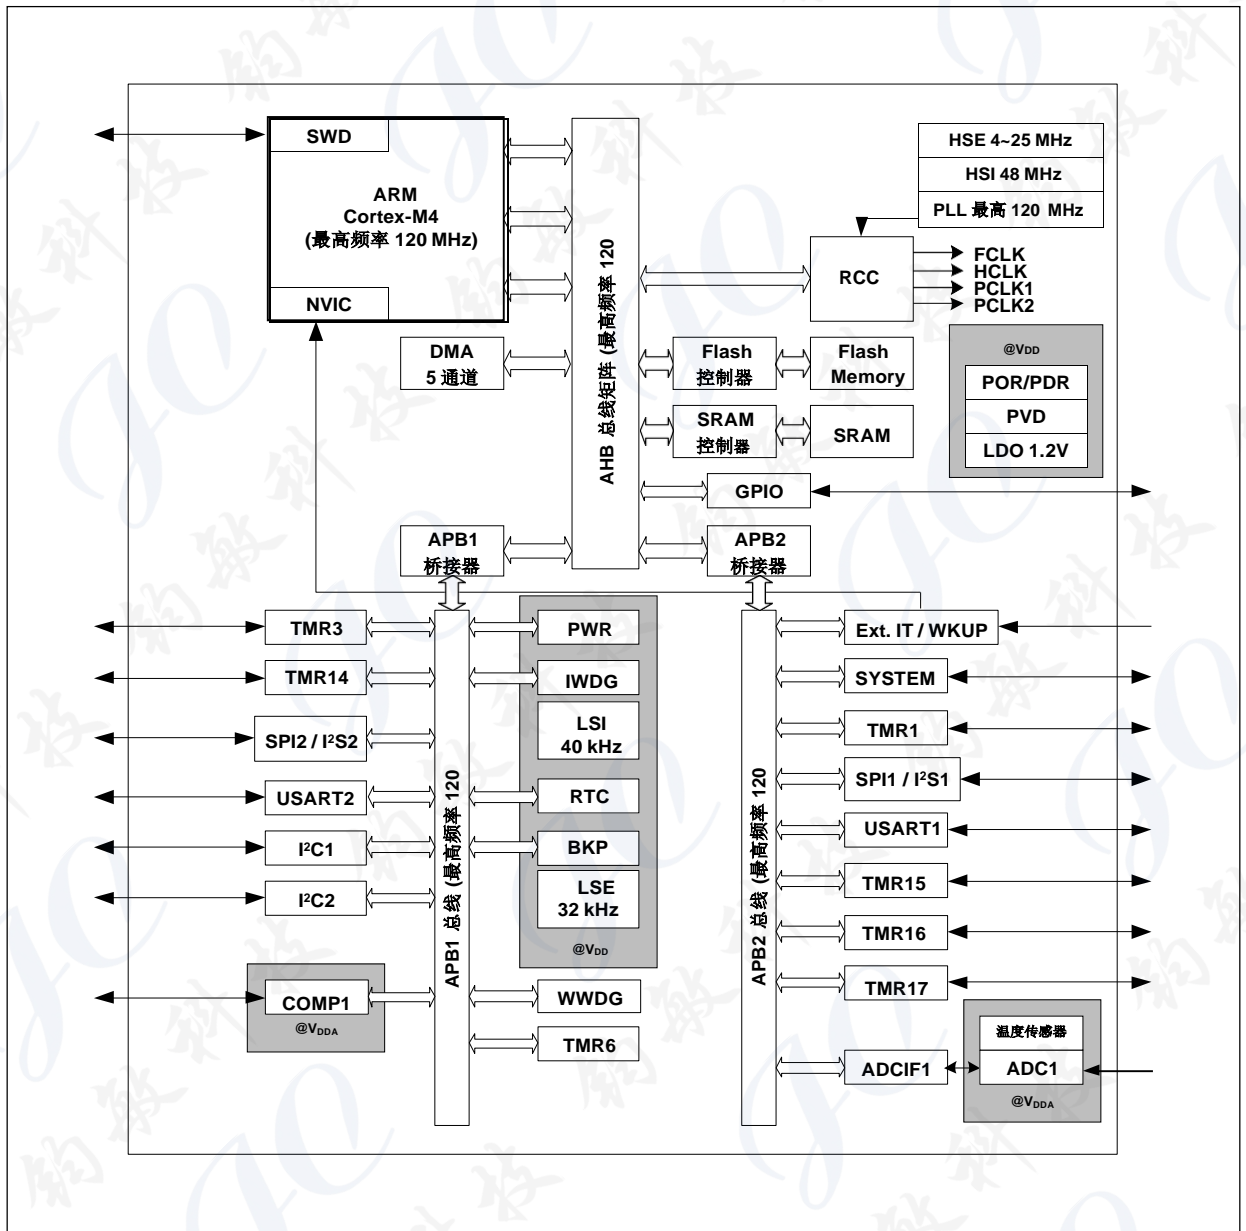 SWD
ARM
Cortex-M4
(最高频率 120 MHz)
NVIC
HSE 4~25 MHz
HSI 48 MHz
PLL 最高 120 MHz
RCC
FCLK
HCLK
PCLK1
PCLK2
AHB 总线矩阵 (最高频率 120
DMA
5 通道
Flash
控制器
Flash
Memory
SRAM
控制器
SRAM
GPIO
@VDD
POR/PDR
PVD
LDO 1.2V
APB1
桥接器
APB2
桥接器
TMR3
TMR14
SPI2 / I²S2
USART2
I²C1
I²C2
COMP1
@VDDA
APB1 总线 (最高频率 120
PWR
IWDG
LSI
40 kHz
RTC
BKP
LSE
32 kHz
@VDD
WWDG
TMR6
APB2 总线 (最高频率 120
Ext. IT / WKUP
SYSTEM
TMR1
SPI1 / I²S1
USART1
TMR15
TMR16
TMR17
ADCIF1
温度传感器
ADC1
@VDDA